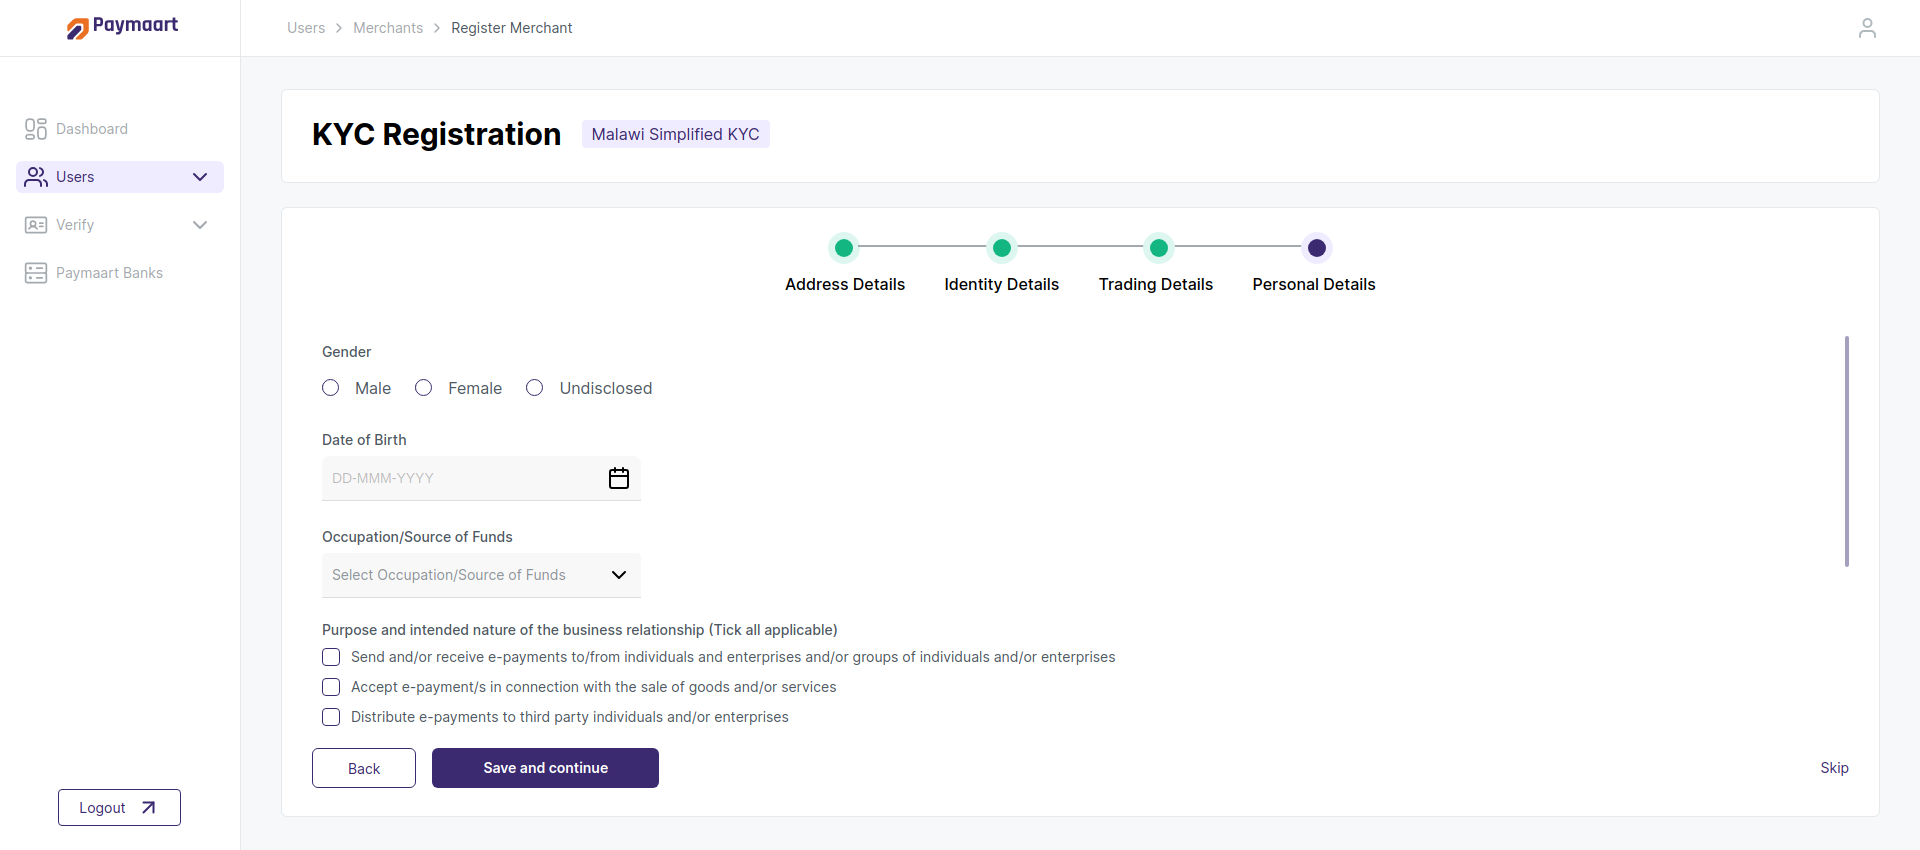 Paymaart
Users > Merchants > Register Merchant
Dashboard
Users
Verify
Paymaart Banks
Logout
KYC Registration Malawi Simplified KYC
Address Details Identity Details Trading Details Personal Details
Gender
Male Female Undisclosed
Date of Birth
DD-MMM-YYYY
Occupation/Source of Funds
Select Occupation/Source of Funds
Purpose and intended nature of the business relationship (Tick all applicable)
Send and/or receive e-payments to/from individuals and enterprises and/or groups of individuals and/or enterprises
Accept e-payment/s in connection with the sale of goods and/or services
Distribute e-payments to third party individuals and/or enterprises
Back Save and continue Skip